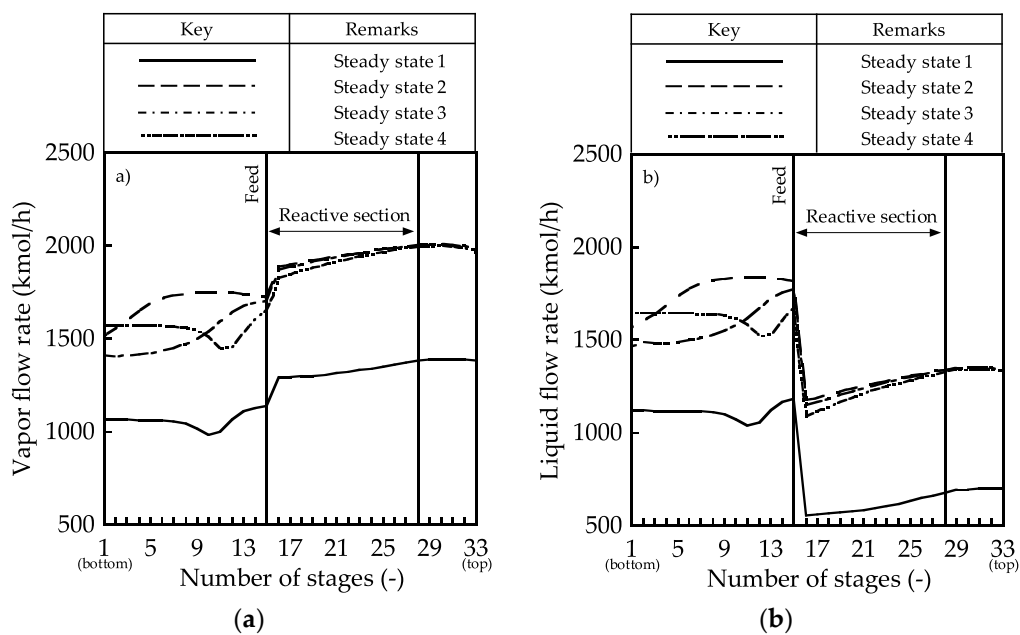 Key Remarks
Steady state 1
Steady state 2
Steady state 3
Steady state 4
2500
2000
1500
1000
500
Vapor flow rate (kmol/h)
a)
Feed
Reactive section
1 5 9 13 17 21 25 29 33
(bottom) (top)
Number of stages (-)
(a)
Key Remarks
Steady state 1
Steady state 2
Steady state 3
Steady state 4
2500
2000
1500
1000
500
Liquid flow rate (kmol/h)
b)
Feed
Reactive section
1 5 9 13 17 21 25 29 33
(bottom) (top)
Number of stages (-)
(b)